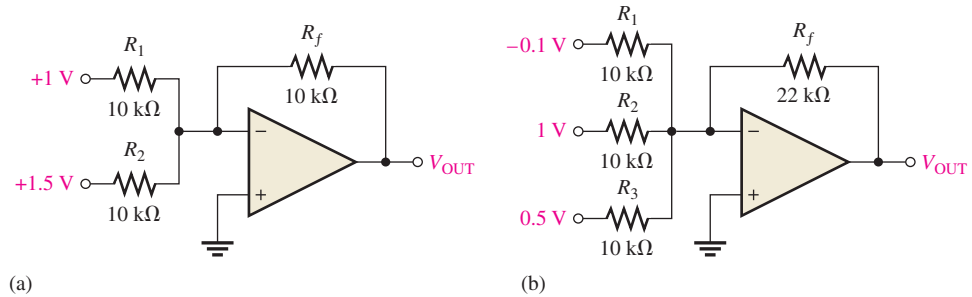 R1
+1 V
10 kΩ
R2
+1.5 V
10 kΩ
Rf
10 kΩ
−
+
VOUT
(a)
R1
−0.1 V
10 kΩ
R2
1 V
10 kΩ
R3
0.5 V
10 kΩ
Rf
22 kΩ
−
+
VOUT
(b)